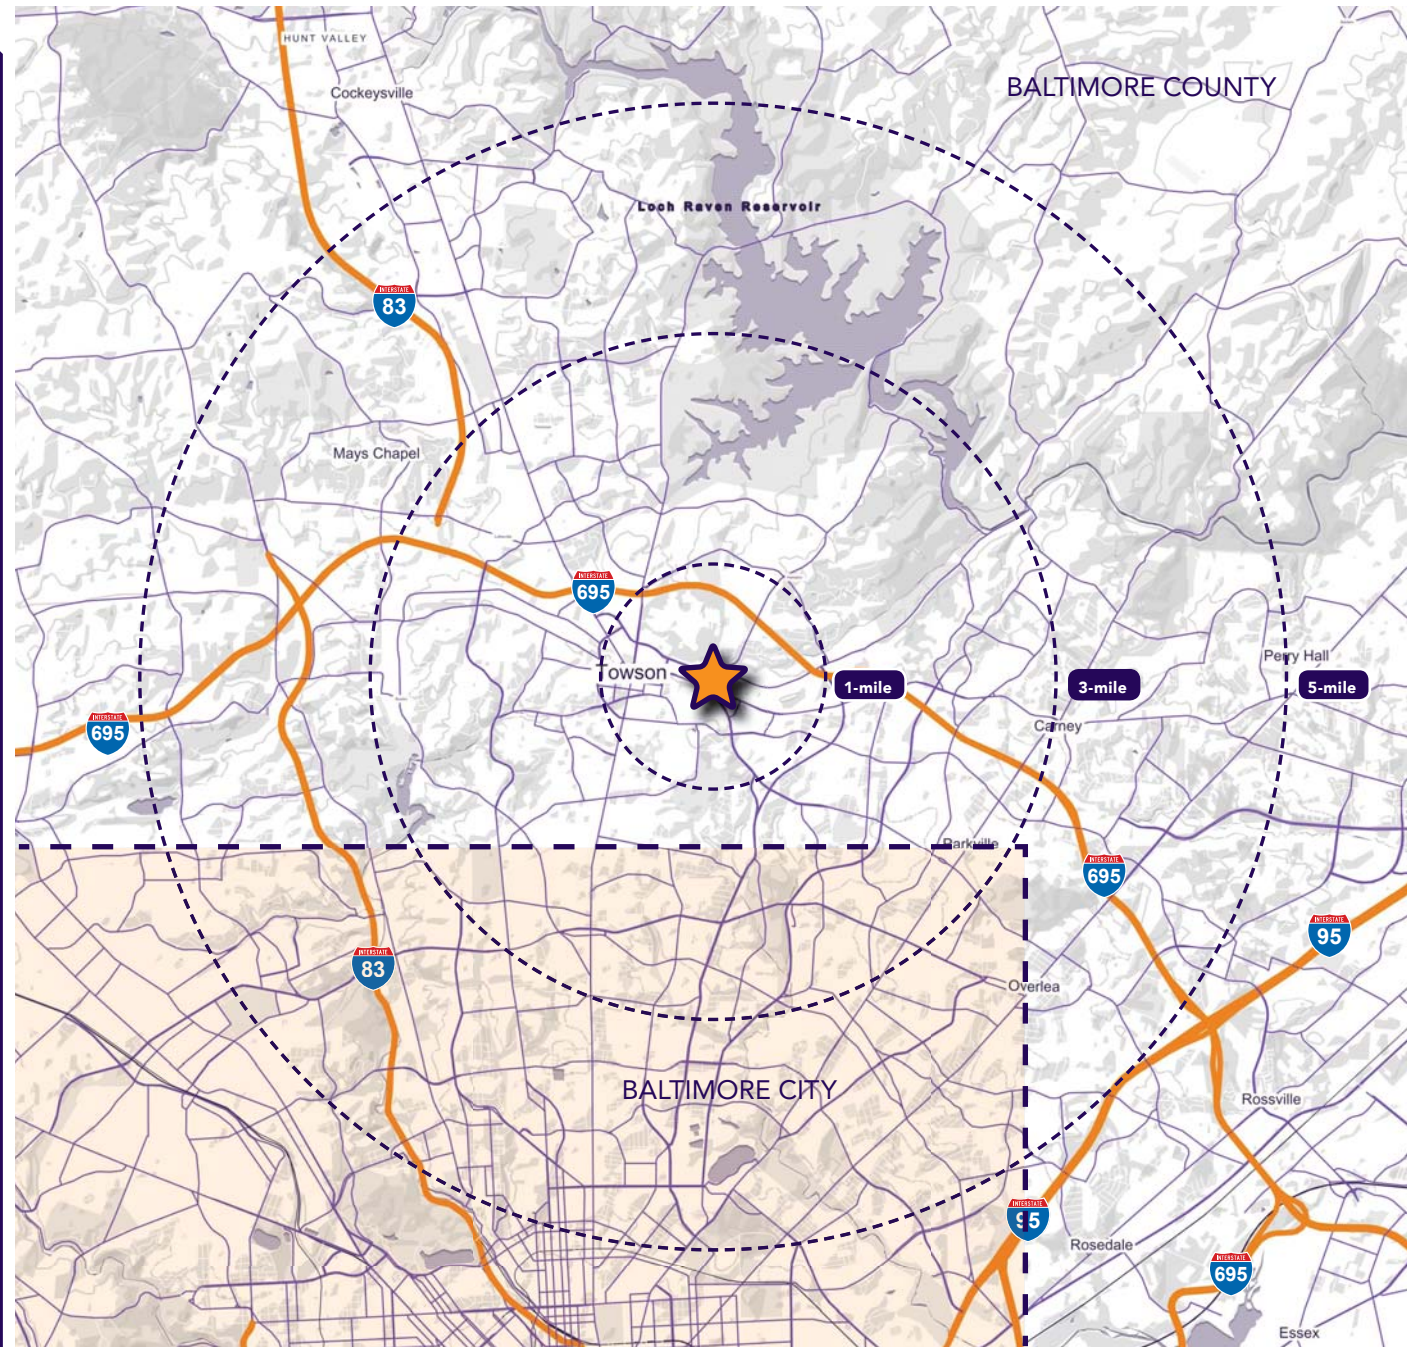 HUNT VALLEY
BALTIMORE COUNTY
Cockeysville
Loch Raven Reservoir
INTERSTATE
83
Mays Chapel
INTERSTATE
695
Perry Hall
Towson
1-mile
3-mile
5-mile
INTERSTATE
695
Carney
Parkville
INTERSTATE
695
INTERSTATE
95
INTERSTATE
83
Overlea
BALTIMORE CITY
Rossville
INTERSTATE
95
Rosedale
INTERSTATE
695
Essex